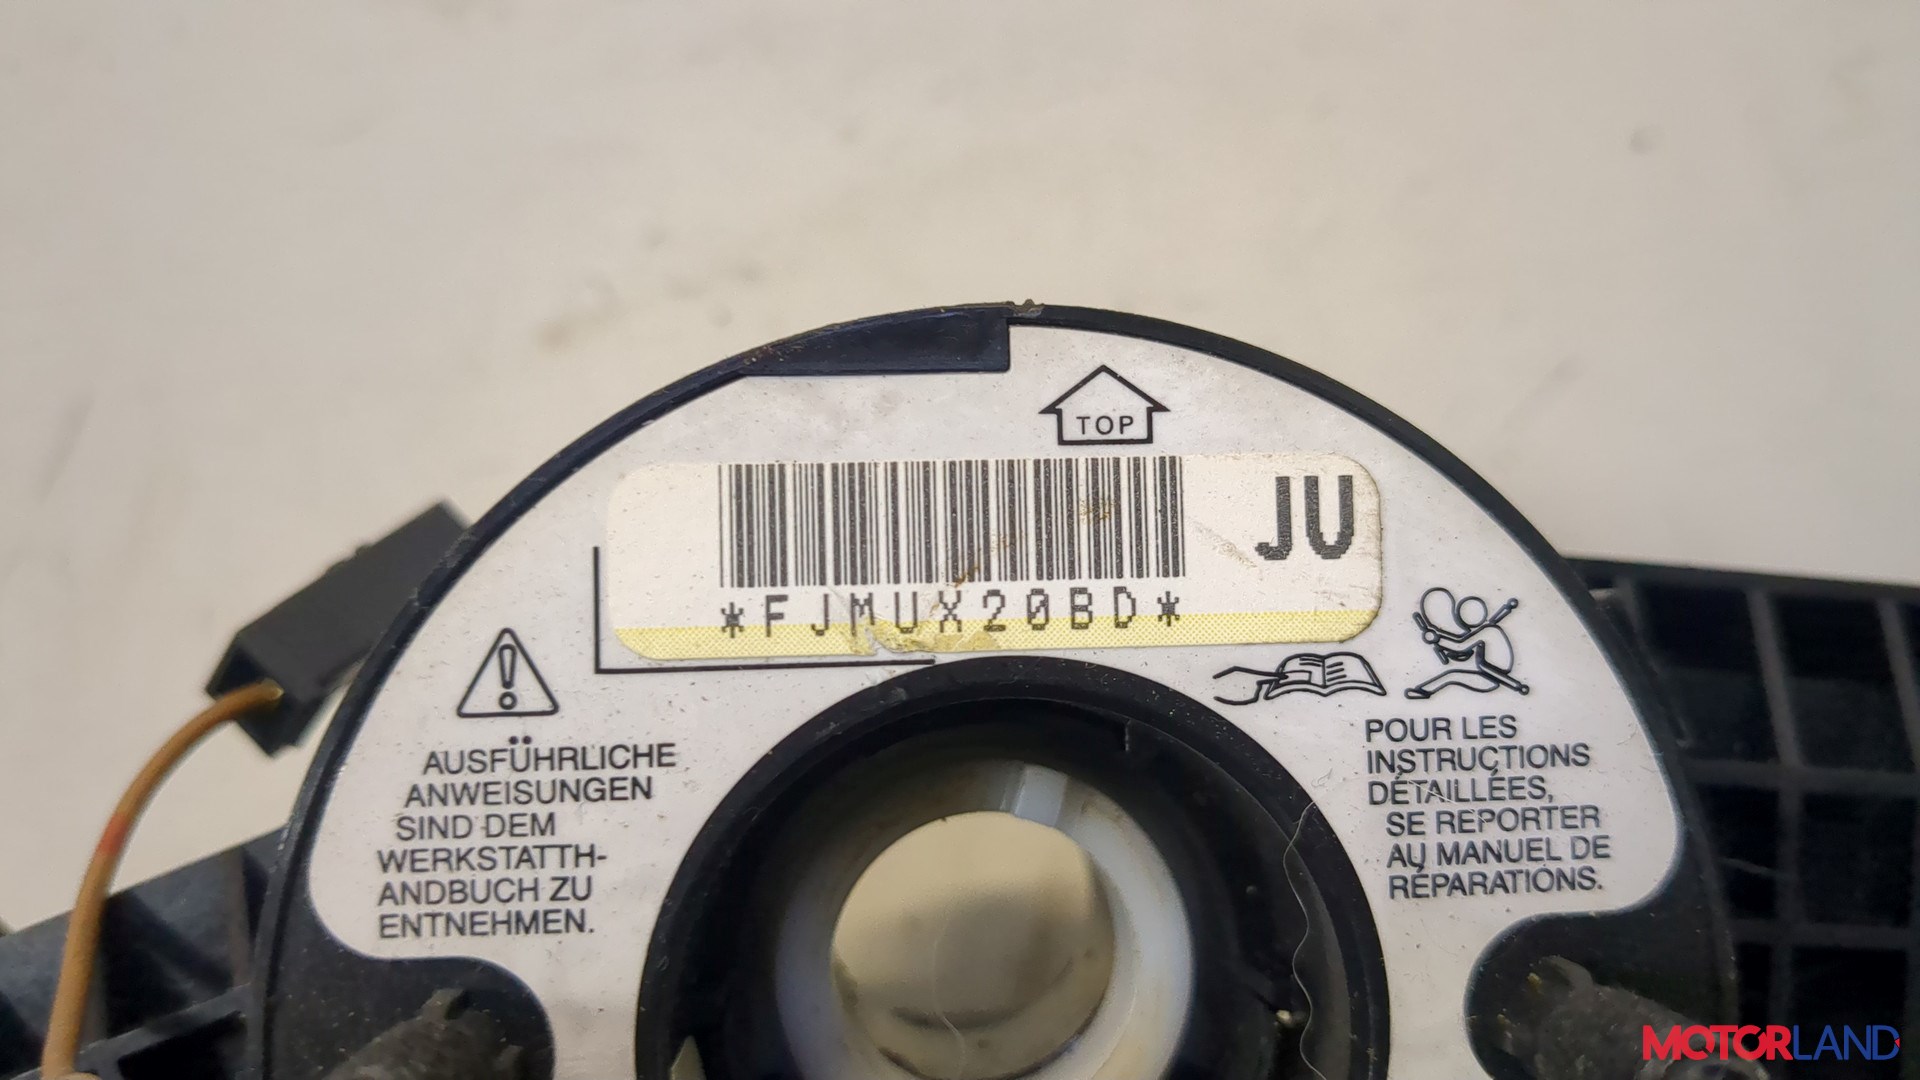 TOP
JV
*FJMUX20BD*
AUSFÜHRLICHE
ANWEISUNGEN
SIND DEM
WERKSTATTH-
ANDBUCH ZU
ENTNEHMEN.
POUR LES
INSTRUCTIONS
DÉTAILLÉES,
SE REPORTER
AU MANUEL DE
RÉPARATIONS.
MOTORLAND